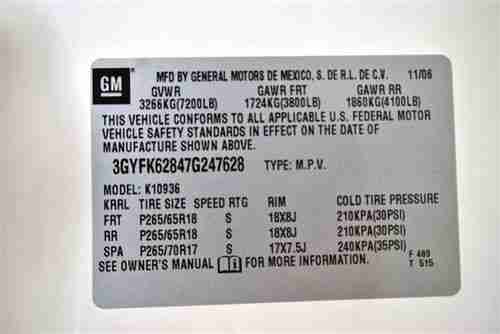 GM MFD BY GENERAL MOTORS DE MEXICO, S. DE R.L. DE C.V. 11/06
GVWR GAWR FRT GAWR RR
3266KG(7200LB) 1724KG(3800LB) 1860KG(4100LB)
THIS VEHICLE CONFORMS TO ALL APPLICABLE U.S. FEDERAL MOTOR
VEHICLE SAFETY STANDARDS IN EFFECT ON THE DATE OF
MANUFACTURE SHOWN ABOVE.
3GYFK62847G247628 TYPE: M.P.V.
MODEL: K10936
KRRL TIRE SIZE SPEED RTG RIM COLD TIRE PRESSURE
FRT P265/65R18 S 18X8J 210KPA(30PSI)
RR P265/65R18 S 18X8J 210KPA(30PSI)
SPA P265/70R17 S 17X7.5J 240KPA(35PSI)
SEE OWNER'S MANUAL FOR MORE INFORMATION. F 489
T 515